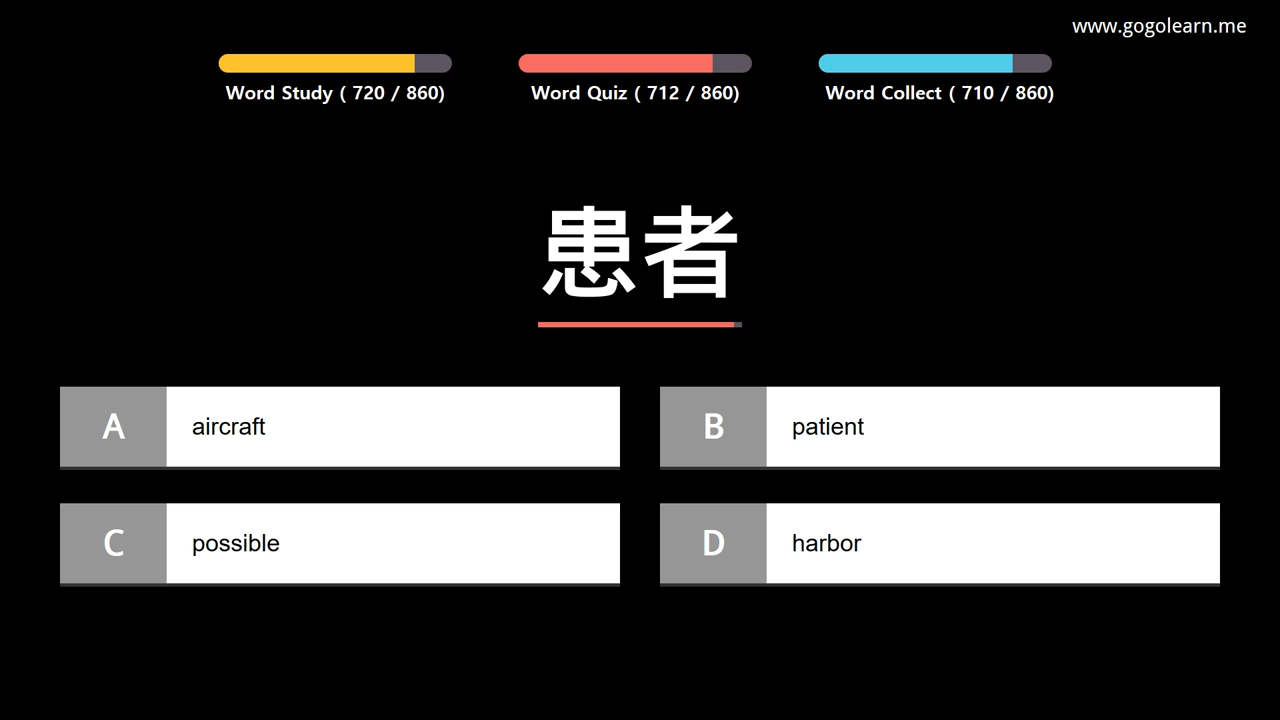 www.gogolearn.me
Word Study ( 720 / 860)
Word Quiz ( 712 / 860)
Word Collect ( 710 / 860)
患者
A aircraft
B patient
C possible
D harbor